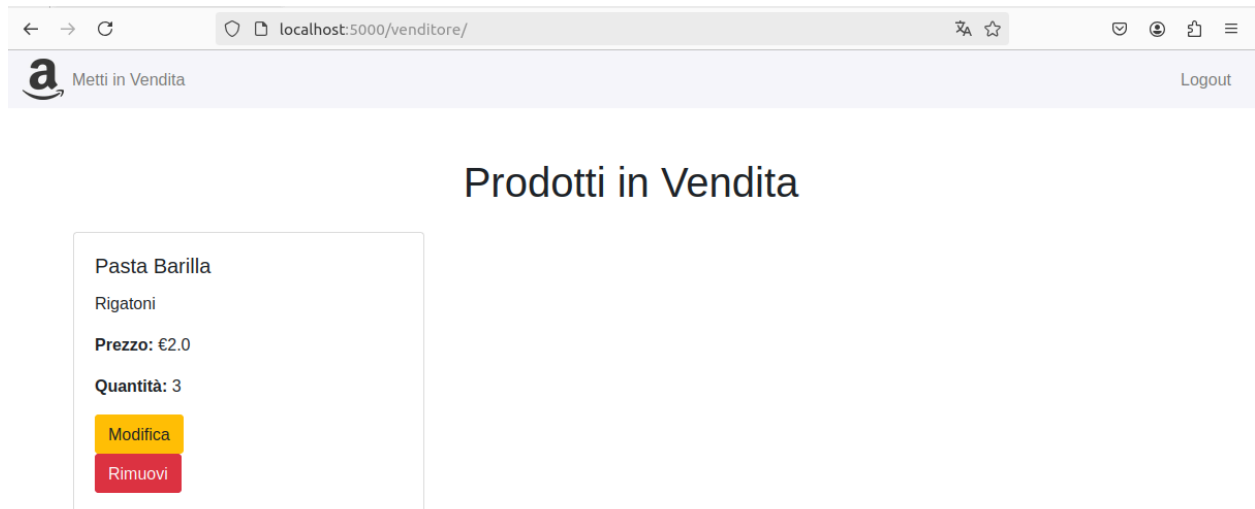 localhost:5000/venditore/
a Metti in Vendita
Logout
Prodotti in Vendita
Pasta Barilla
Rigatoni
Prezzo: €2.0
Quantità: 3
Modifica
Rimuovi